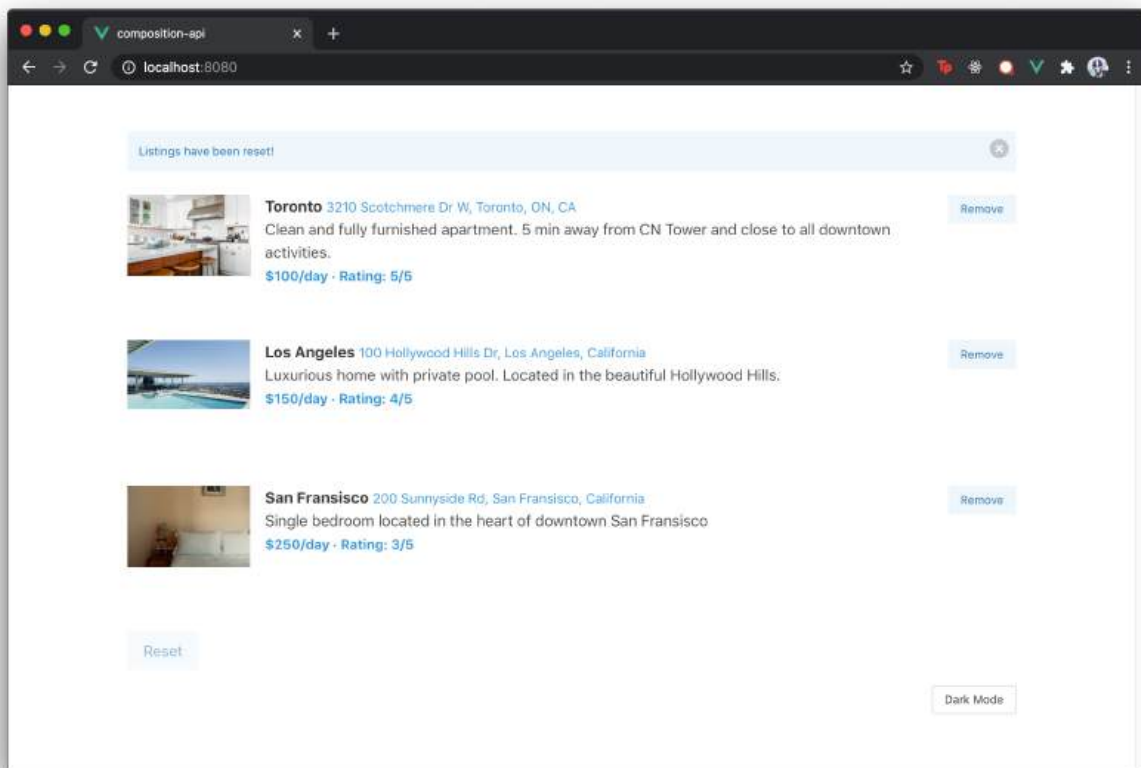 composition-api
localhost:8080
Listings have been reset!
Toronto 3210 Scotchmere Dr W, Toronto, ON, CA
Remove
Clean and fully furnished apartment. 5 min away from CN Tower and close to all downtown
activities.
$100/day · Rating: 5/5
Los Angeles 100 Hollywood Hills Dr, Los Angeles, California
Remove
Luxurious home with private pool. Located in the beautiful Hollywood Hills.
$150/day · Rating: 4/5
San Fransisco 200 Sunnyside Rd, San Fransisco, California
Remove
Single bedroom located in the heart of downtown San Fransisco
$250/day · Rating: 3/5
Reset
Dark Mode